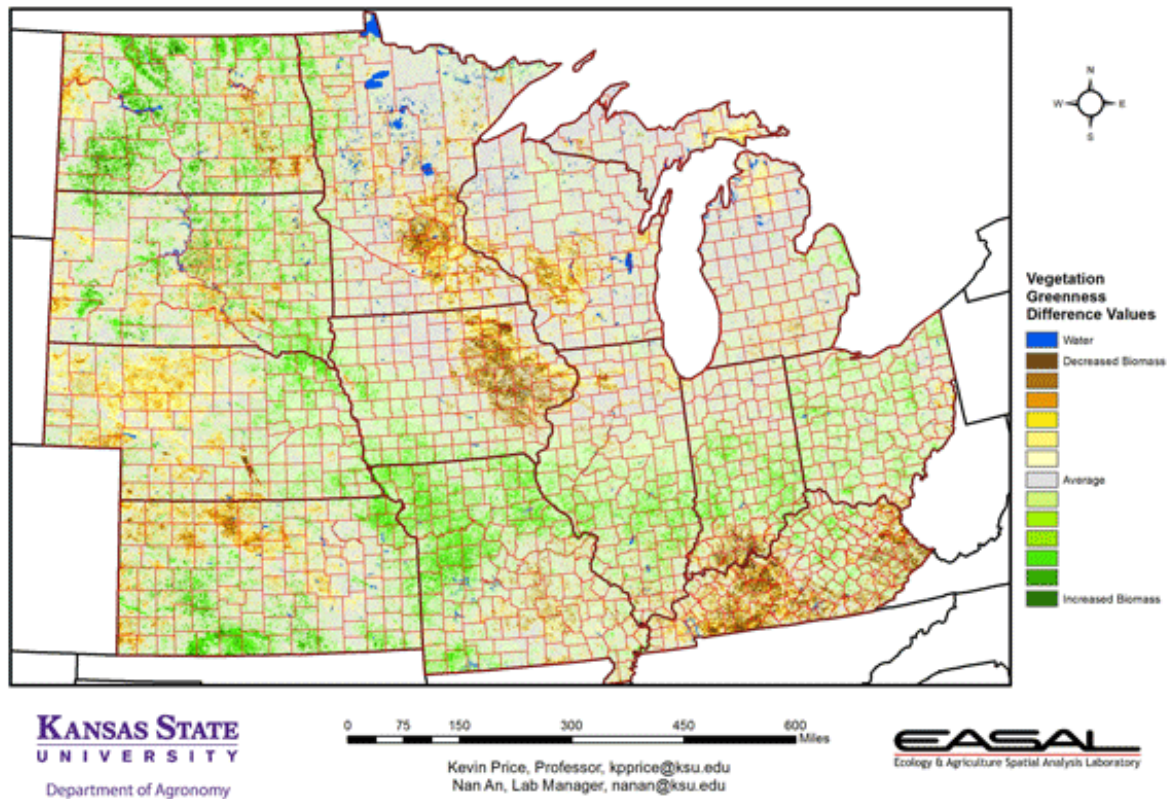 N
W
E
S
Vegetation
Greenness
Difference Values
Water
Decreased Biomass
Average
Increased Biomass
KANSAS STATE
UNIVERSITY
Department of Agronomy
0 75 150 300 450 600
Miles
Kevin Price, Professor, kpprice@ksu.edu
Nan An, Lab Manager, nanan@ksu.edu
EASAL
Ecology & Agriculture Spatial Analysis Laboratory